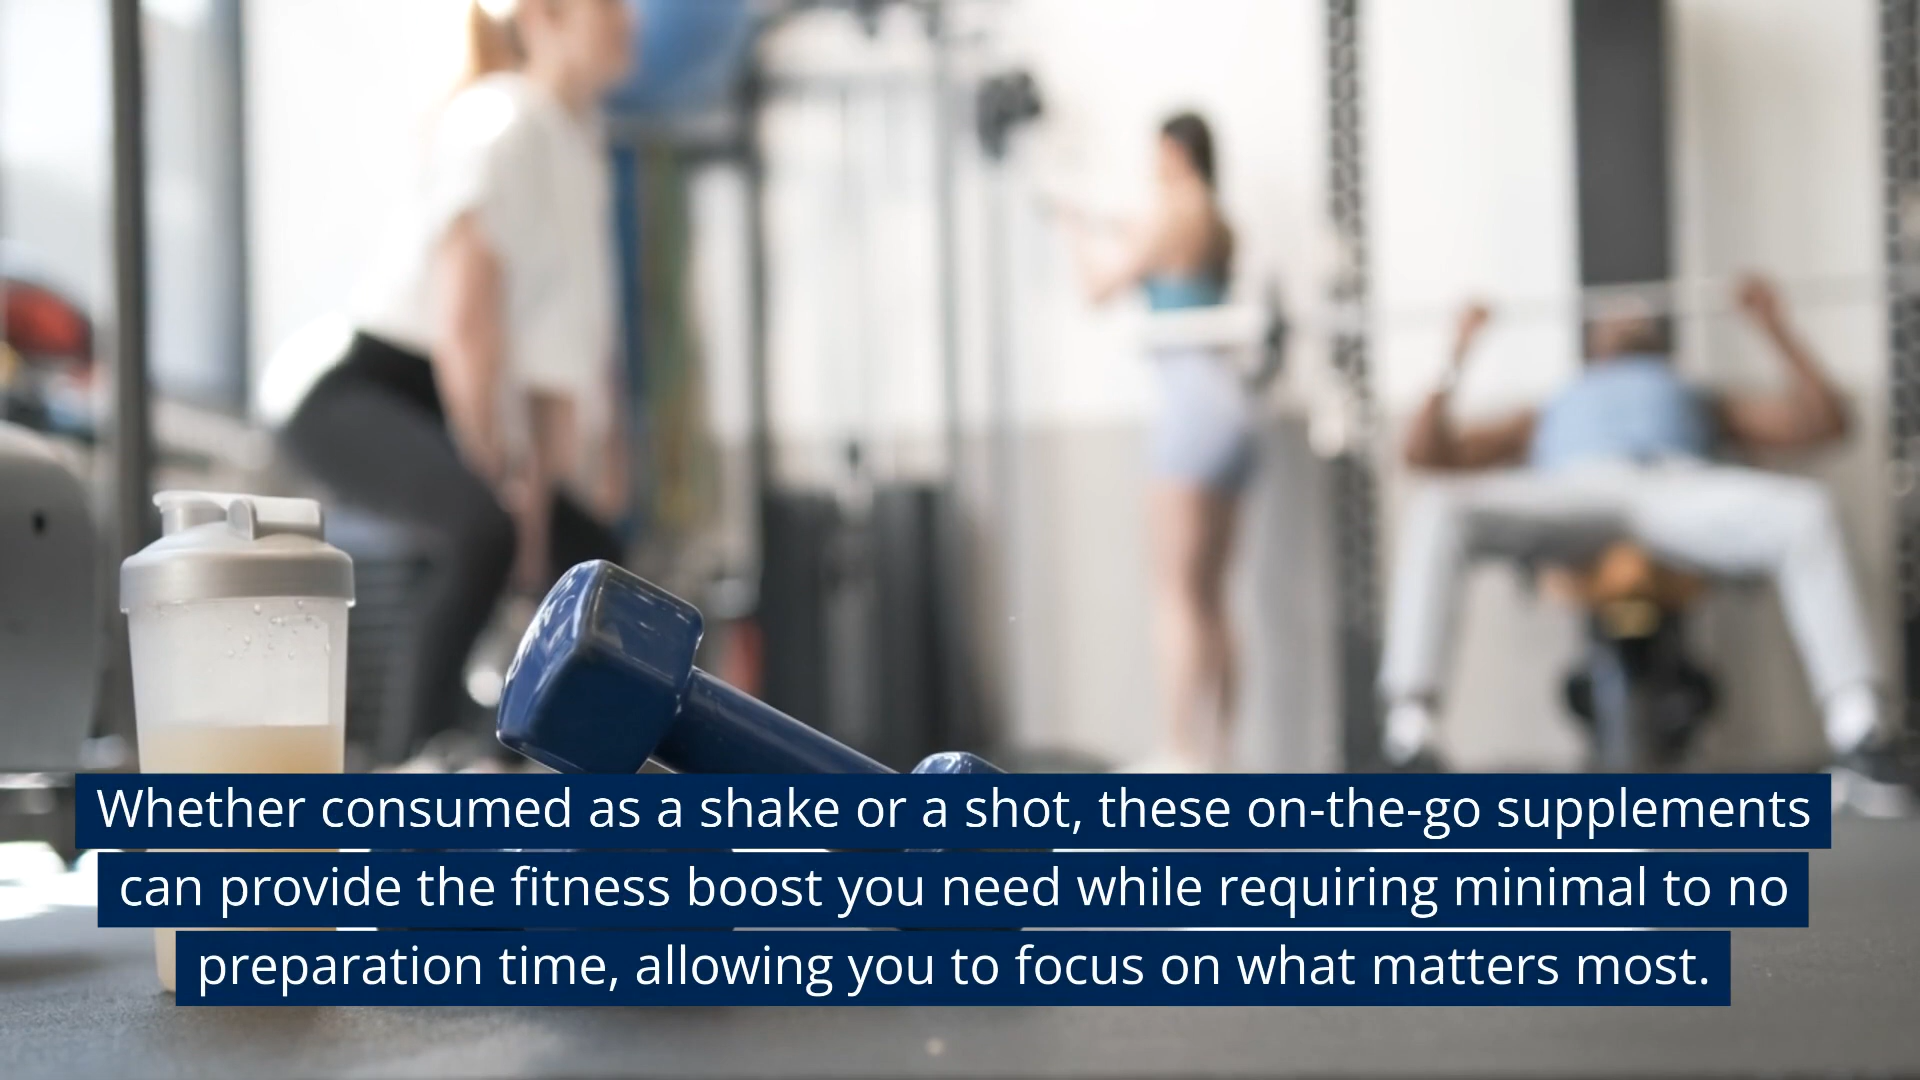 Whether consumed as a shake or a shot, these on-the-go supplements
can provide the fitness boost you need while requiring minimal to no
preparation time, allowing you to focus on what matters most.